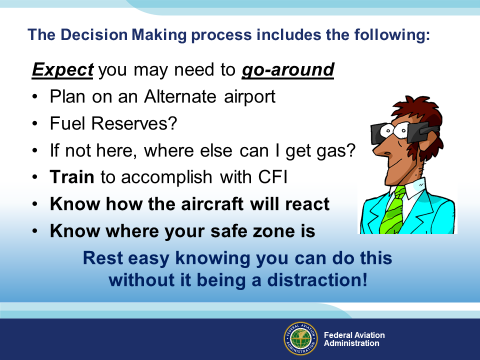 The Decision Making process includes the following:
Expect you may need to go-around
• Plan on an Alternate airport
• Fuel Reserves?
• If not here, where else can I get gas?
• Train to accomplish with CFI
• Know how the aircraft will react
• Know where your safe zone is
Rest easy knowing you can do this
without it being a distraction!
Federal Aviation
Administration